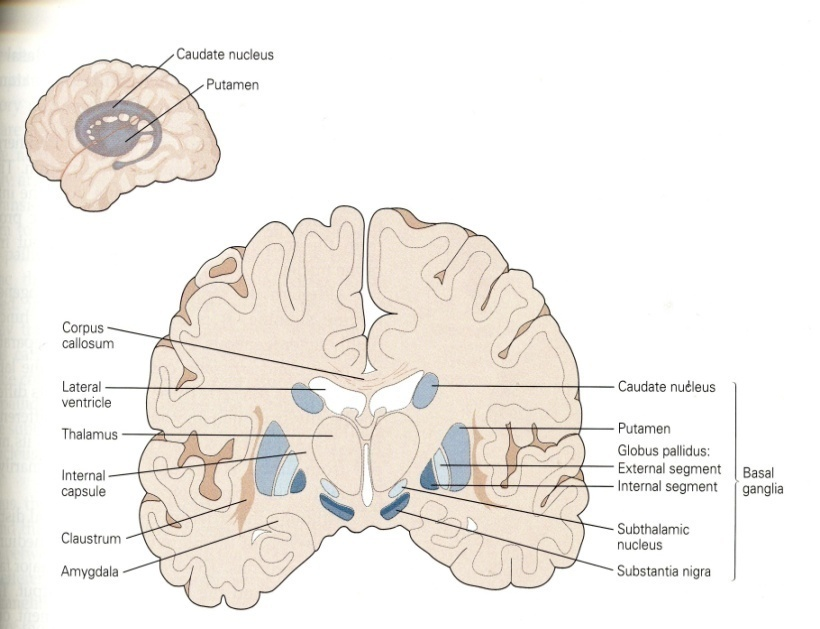 Caudate nucleus
Putamen
Corpus
callosum
Lateral
ventricle
Thalamus
Internal
capsule
Claustrum
Amygdala
Caudate nucleus
Putamen
Globus pallidus:
External segment
Internal segment
Subthalamic
nucleus
Substantia nigra
Basal
ganglia